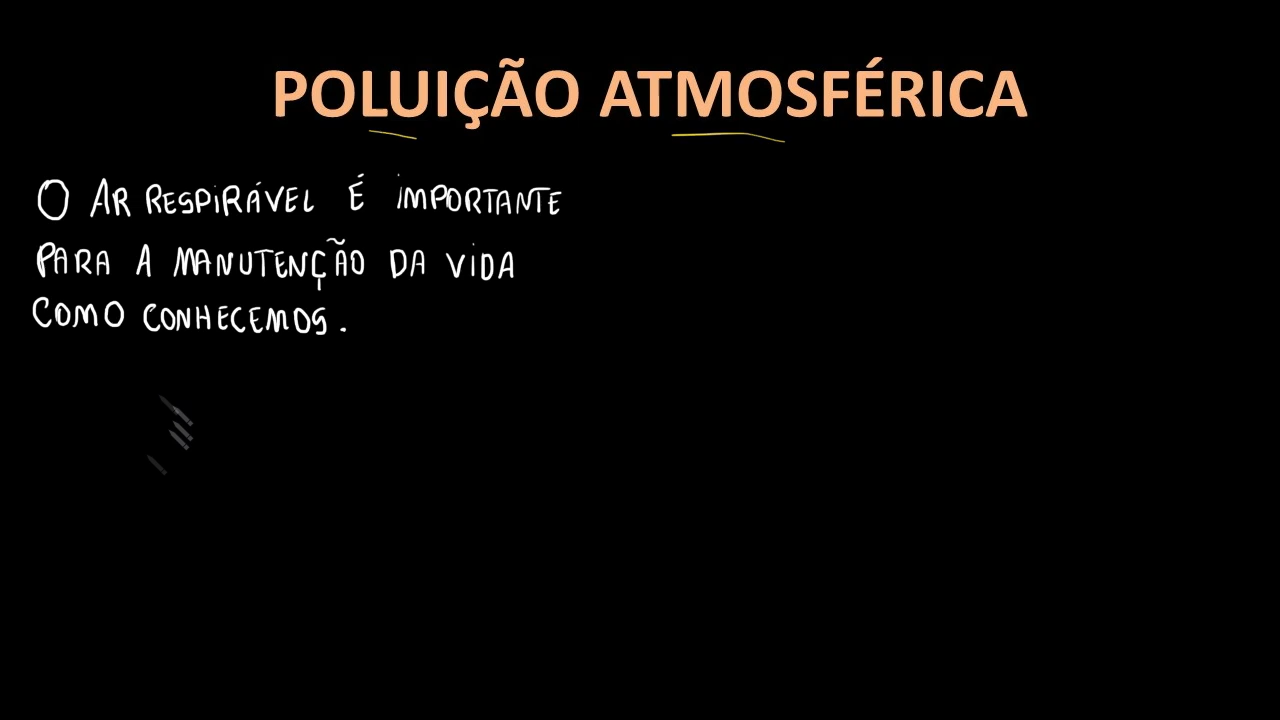 POLUIÇÃO ATMOSFÉRICA
O AR RESPIRÁVEL É IMPORTANTE
PARA A MANUTENÇÃO DA VIDA
COMO CONHECEMOS.